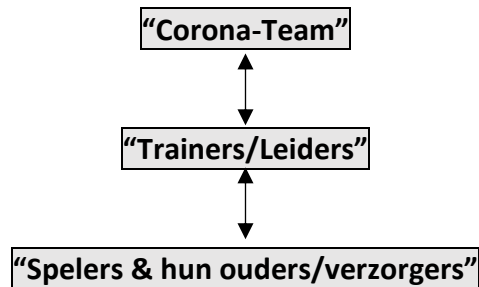 “Corona-Team”
“Trainers/Leiders”
“Spelers & hun ouders/verzorgers”